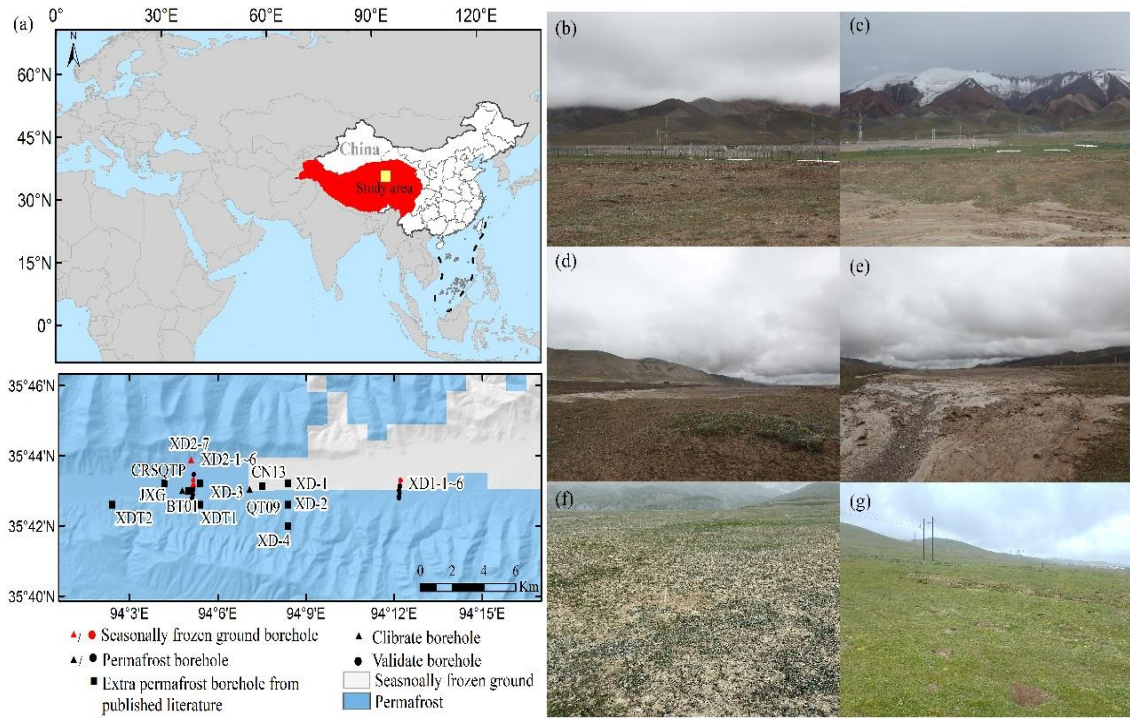 (a)
0°
30°E
60°E
90°E
120°E
N
60°N
45°N
30°N
15°N
0°
China
Study area
35°46'N
35°44'N
35°42'N
35°40'N
XD2-7
XD2-1~6
CRSQTP
CN13
JXG
XD-3
XD-1
XD1-1~6
BT01
QT09
XD-2
XDT2
XDT1
XD-4
0 2 4 6
Km
94°3'E
94°6'E
94°9'E
94°12'E
94°15'E
/ Seasonally frozen ground borehole
/ Permafrost borehole
Extra permafrost borehole from
published literature
Clibrate borehole
Validate borehole
Seasnoally frozen ground
Permafrost
(b)
(c)
(d)
(e)
(f)
(g)